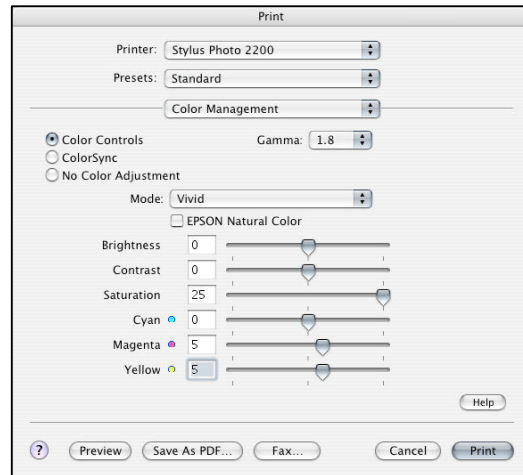 Print
Printer: Stylus Photo 2200
Presets: Standard
Color Management
Color Controls Gamma: 1.8
ColorSync
No Color Adjustment
Mode: Vivid
EPSON Natural Color
Brightness 0
Contrast 0
Saturation 25
Cyan 0
Magenta 5
Yellow 5
Help
? Preview Save As PDF... Fax... Cancel Print